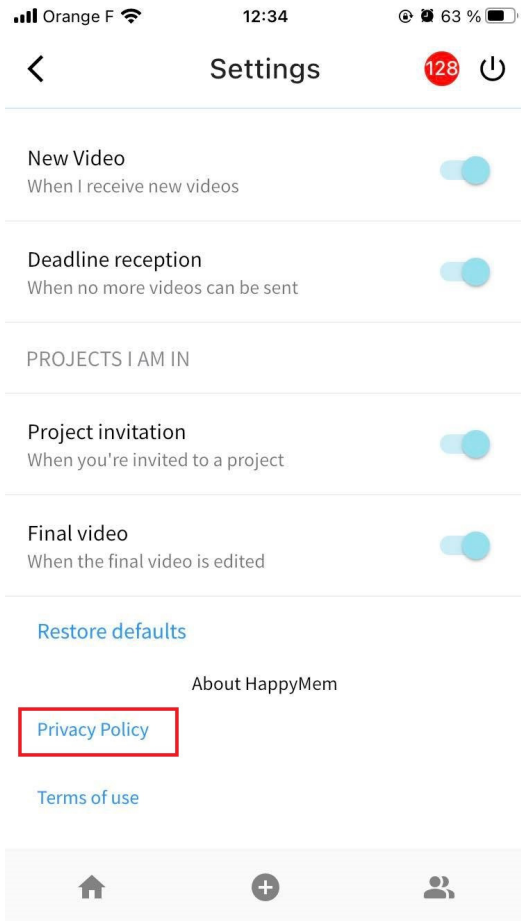 Orange F 12:34 63 %
Settings 128
New Video
When I receive new videos
Deadline reception
When no more videos can be sent
PROJECTS I AM IN
Project invitation
When you're invited to a project
Final video
When the final video is edited
Restore defaults
About HappyMem
Privacy Policy
Terms of use